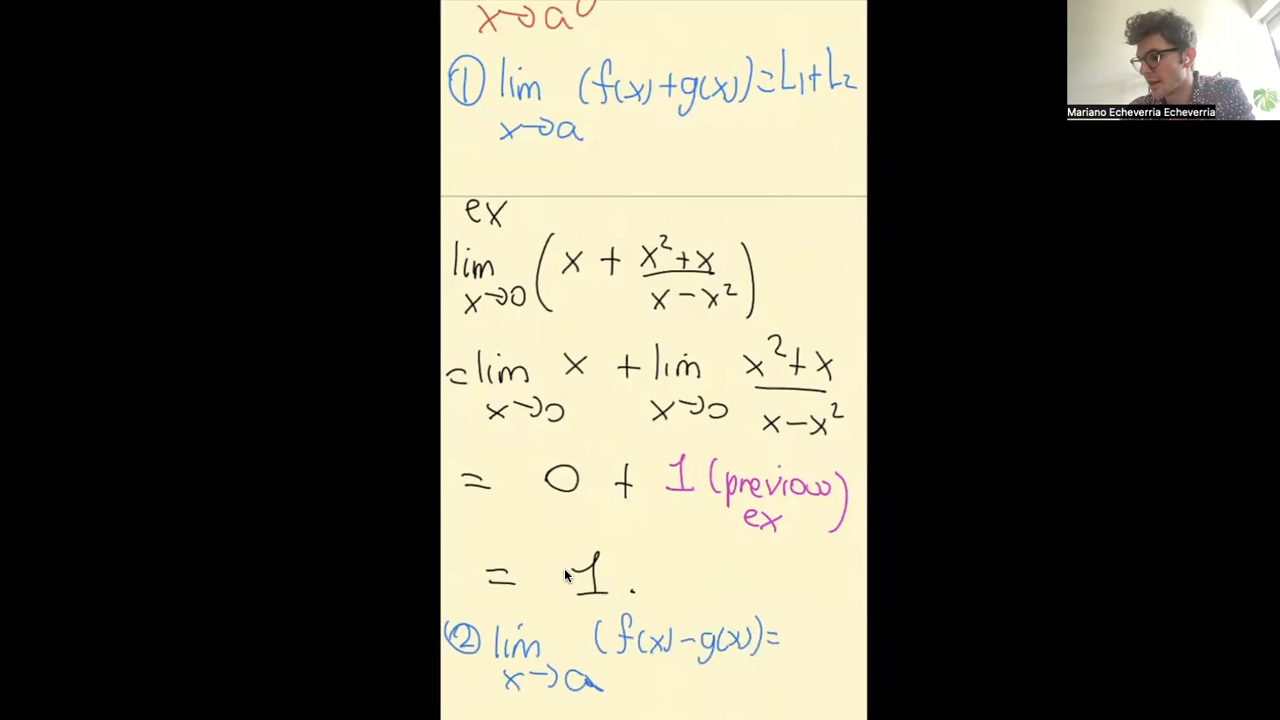 x→a
① lim (f(x)+g(x))=L₁+L₂
x→a
Mariano Echeverria Echeverria
ex
lim ( x + x²+x / x-x² )
x→0
= lim x + lim x²+x / x-x²
x→0 x→0
= 0 + 1 (previous
ex)
= 1.
② lim (f(x)-g(x))=
x→a